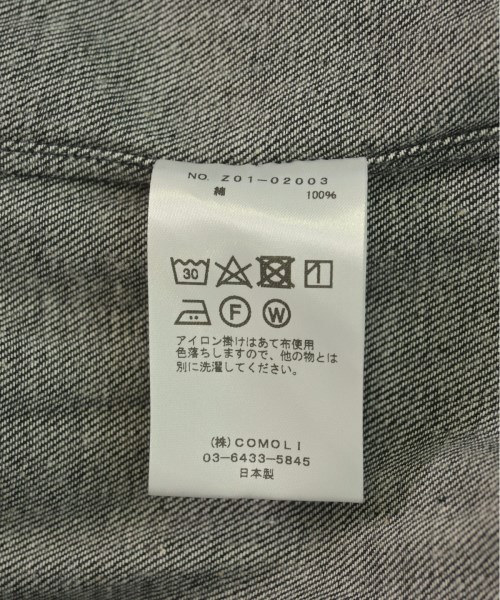 NO. Z01-02003
綿 100%
30
F W
アイロン掛けはあて布使用
色落ちしますので、他の物とは
別に洗濯してください。
(株)COMOLI
03-6433-5845
日本製